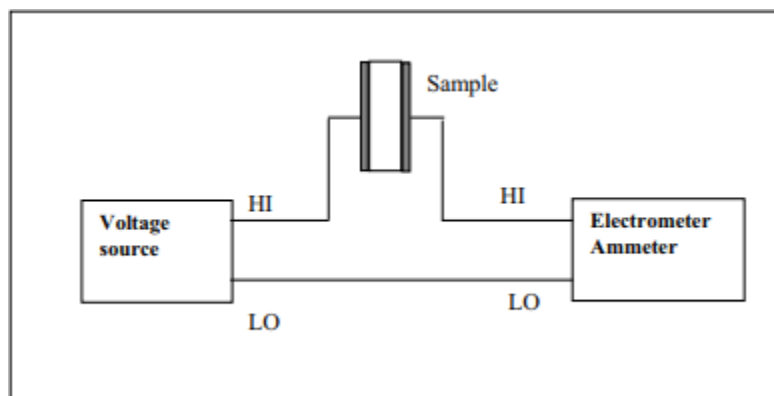 Sample
HI
HI
Voltage
source
Electrometer
Ammeter
LO
LO